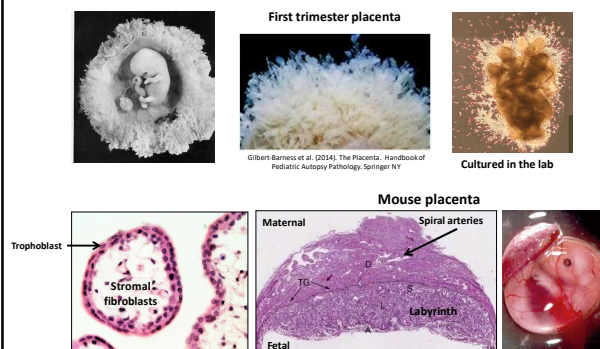 First trimester placenta
Gilbert-Barness et al. (2014). The Placenta. Handbook of
Pediatric Autopsy Pathology. Springer NY
Cultured in the lab
Mouse placenta
Trophoblast
Stromal
fibroblasts
Maternal
Spiral arteries
D
TG
S
L
Labyrinth
A
Fetal